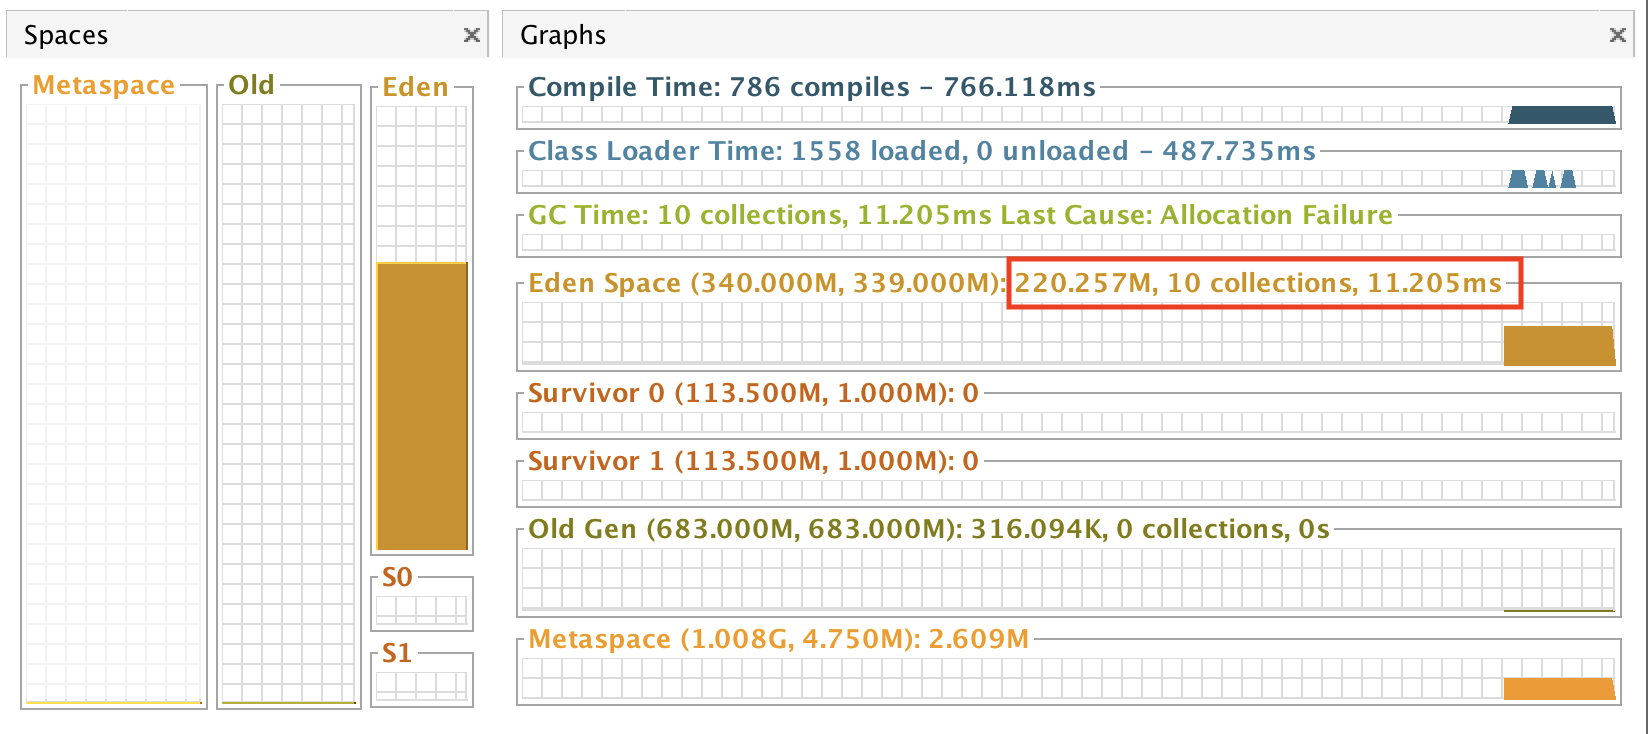 Spaces
Metaspace
Old
Eden
S0
S1
Graphs
Compile Time: 786 compiles – 766.118ms
Class Loader Time: 1558 loaded, 0 unloaded – 487.735ms
GC Time: 10 collections, 11.205ms Last Cause: Allocation Failure
Eden Space (340.000M, 339.000M): 220.257M, 10 collections, 11.205ms
Survivor 0 (113.500M, 1.000M): 0
Survivor 1 (113.500M, 1.000M): 0
Old Gen (683.000M, 683.000M): 316.094K, 0 collections, 0s
Metaspace (1.008G, 4.750M): 2.609M